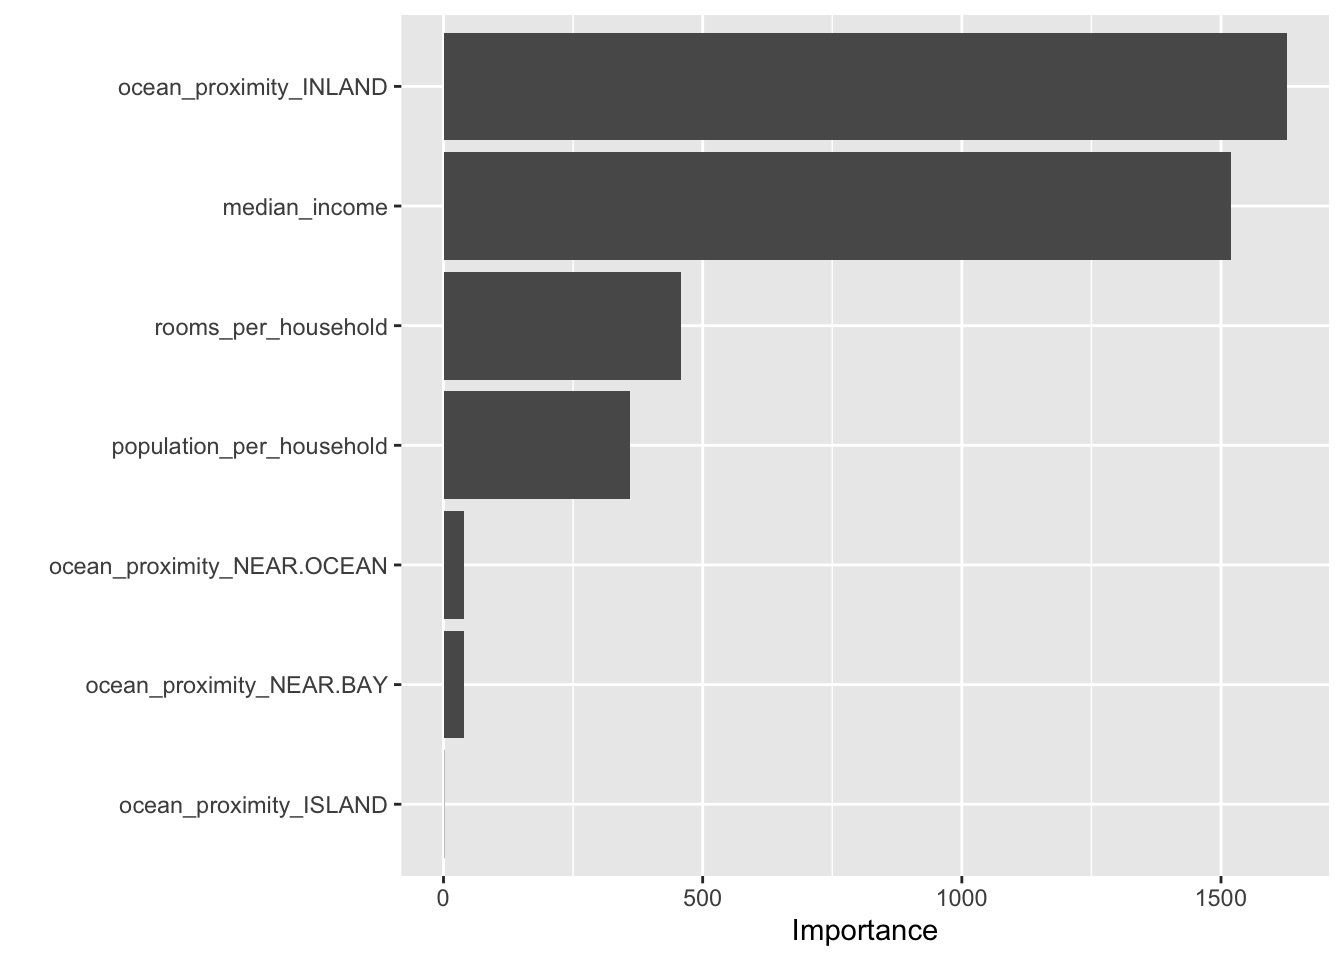 ocean_proximity_INLAND
median_income
rooms_per_household
population_per_household
ocean_proximity_NEAR.OCEAN
ocean_proximity_NEAR.BAY
ocean_proximity_ISLAND
0 500 1000 1500
Importance